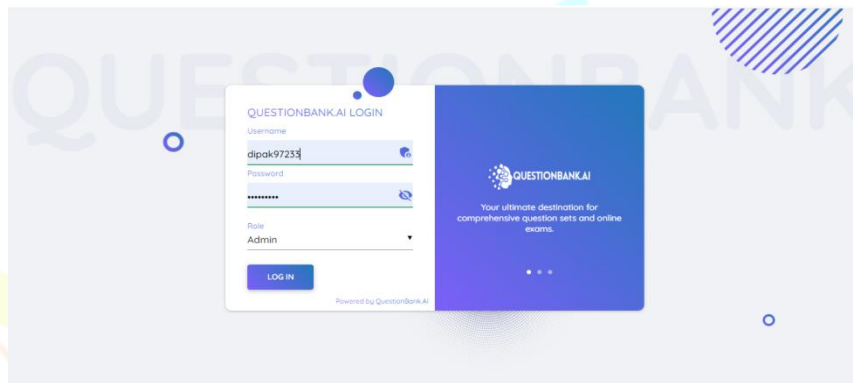 QUESTIONBANK
QUESTIONBANK.AI LOGIN
Username
dipak97233
Password
•••••••••
Role
Admin
LOG IN
Powered by QuestionBank.AI
QUESTIONBANK.AI
Your ultimate destination for
comprehensive question sets and online
exams.